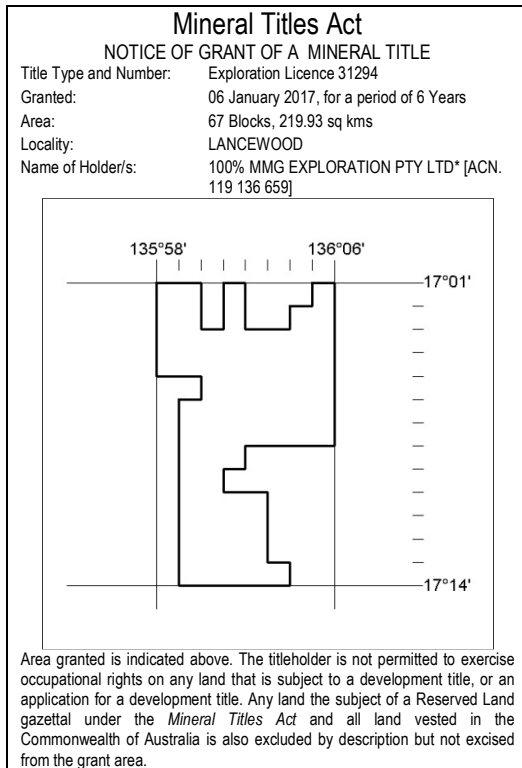 Mineral Titles Act
NOTICE OF GRANT OF A MINERAL TITLE
Title Type and Number: Exploration Licence 31294
Granted: 06 January 2017, for a period of 6 Years
Area: 67 Blocks, 219.93 sq kms
Locality: LANCEWOOD
Name of Holder/s: 100% MMG EXPLORATION PTY LTD* [ACN.
119 136 659]
135°58' 136°06'
17°01'
17°14'
Area granted is indicated above. The titleholder is not permitted to exercise
occupational rights on any land that is subject to a development title, or an
application for a development title. Any land the subject of a Reserved Land
gazettal under the Mineral Titles Act and all land vested in the
Commonwealth of Australia is also excluded by description but not excised
from the grant area.